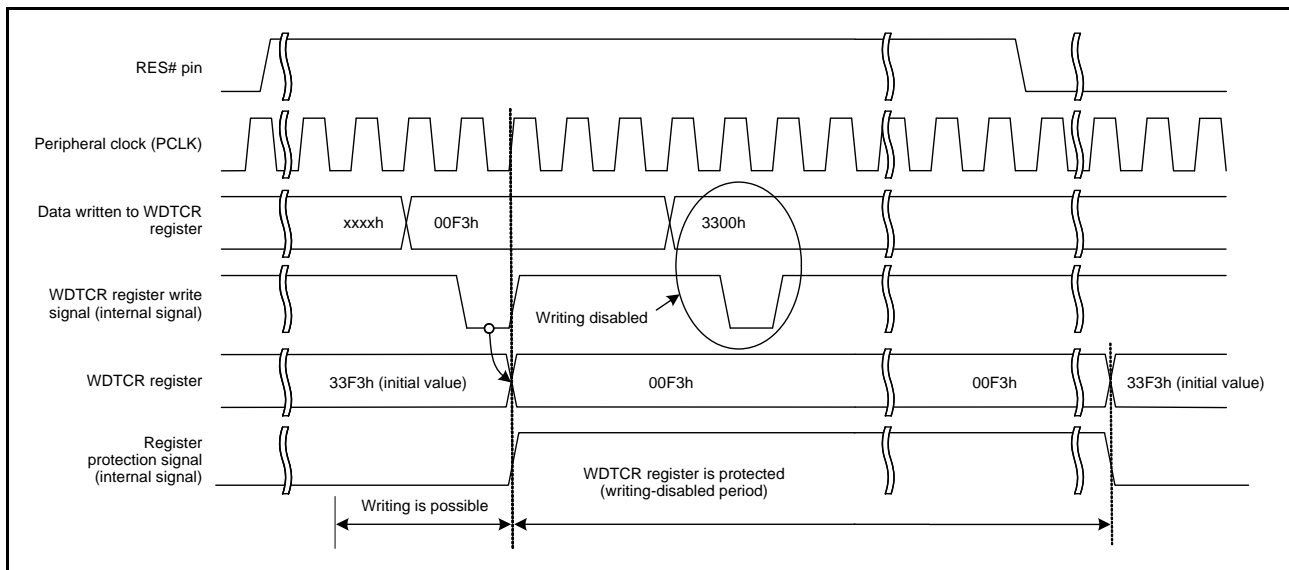 RES# pin
Peripheral clock (PCLK)
Data written to WDTCR
register
xxxxh
00F3h
3300h
WDTCR register write
signal (internal signal)
Writing disabled
WDTCR register
33F3h (initial value)
00F3h
00F3h
33F3h (initial value)
Register
protection signal
(internal signal)
WDTCR register is protected
(writing-disabled period)
Writing is possible